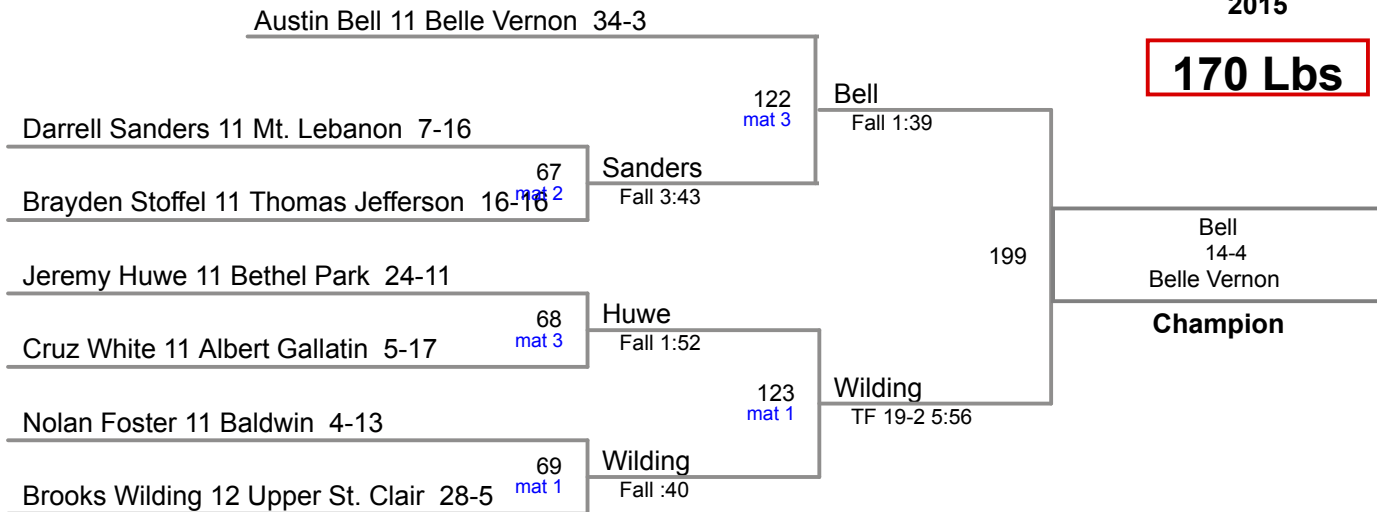 2015
170 Lbs
Austin Bell 11 Belle Vernon 34-3
122
mat 3
Bell
Fall 1:39
Darrell Sanders 11 Mt. Lebanon 7-16
67
mat 2
Sanders
Fall 3:43
Brayden Stoffel 11 Thomas Jefferson 16-16
199
Bell
14-4
Belle Vernon
Champion
Jeremy Huwe 11 Bethel Park 24-11
68
mat 3
Huwe
Fall 1:52
Cruz White 11 Albert Gallatin 5-17
123
mat 1
Wilding
TF 19-2 5:56
Nolan Foster 11 Baldwin 4-13
69
mat 1
Wilding
Fall :40
Brooks Wilding 12 Upper St. Clair 28-5